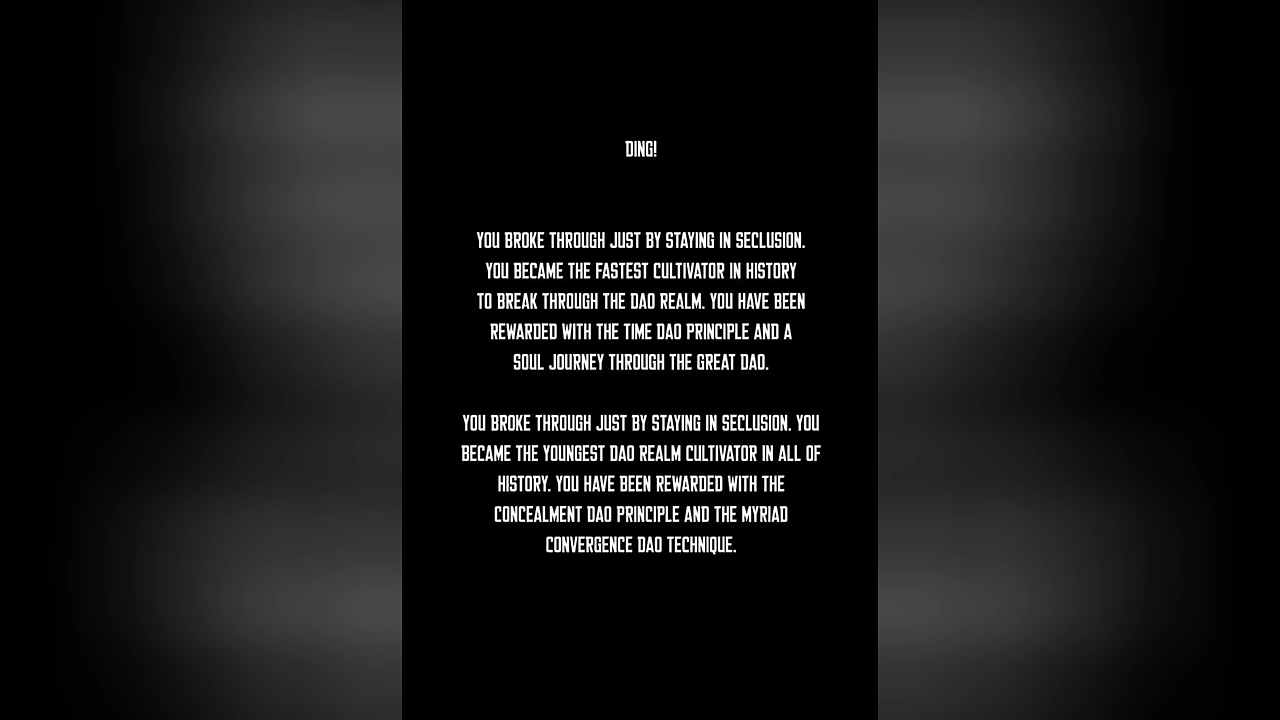 DING!
YOU BROKE THROUGH JUST BY STAYING IN SECLUSION.
YOU BECAME THE FASTEST CULTIVATOR IN HISTORY
TO BREAK THROUGH THE DAO REALM. YOU HAVE BEEN
REWARDED WITH THE TIME DAO PRINCIPLE AND A
SOUL JOURNEY THROUGH THE GREAT DAO.
YOU BROKE THROUGH JUST BY STAYING IN SECLUSION. YOU
BECAME THE YOUNGEST DAO REALM CULTIVATOR IN ALL OF
HISTORY. YOU HAVE BEEN REWARDED WITH THE
CONCEALMENT DAO PRINCIPLE AND THE MYRIAD
CONVERGENCE DAO TECHNIQUE.